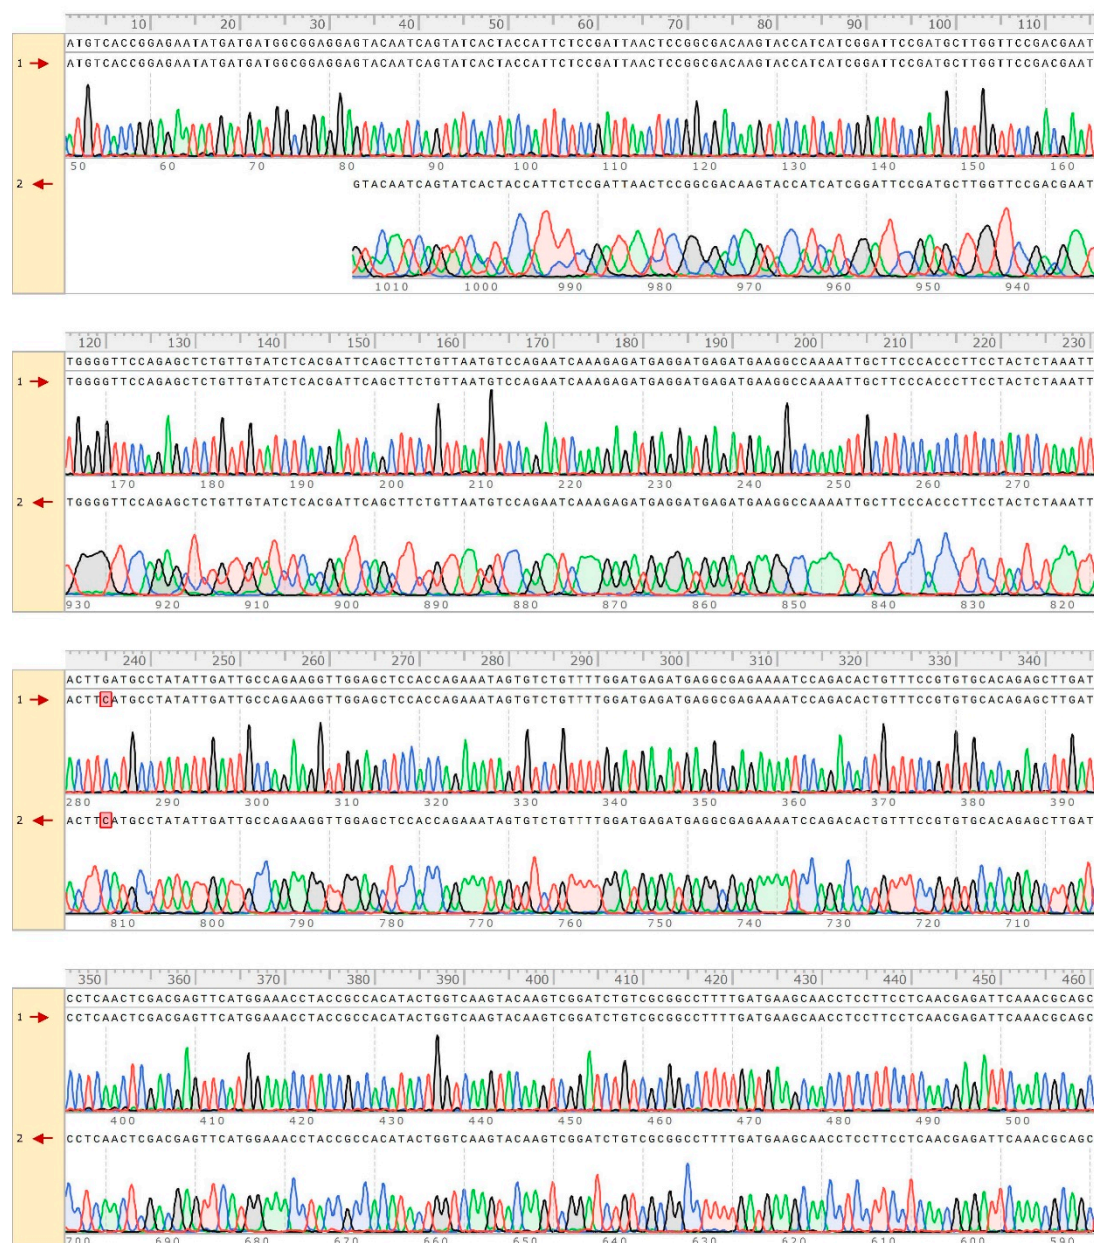 10 20 30 40 50 60 70 80 90 100 110
ATGTCACCGGAGAATATGATGATGGCGGAGGAGTACAATCAGTATCACTACCATTCTCCGATTAACTCCGGCGACAAGTACCATCATCGGATTCCGATGCTTGGTTCCGACGAAT
1 ATGTCACCGGAGAATATGATGATGGCGGAGGAGTACAATCAGTATCACTACCATTCTCCGATTAACTCCGGCGACAAGTACCATCATCGGATTCCGATGCTTGGTTCCGACGAAT
50 60 70 80 90 100 110 120 130 140 150 160
2 GTACAATCAGTATCACTACCATTCTCCGATTAACTCCGGCGACAAGTACCATCATCGGATTCCGATGCTTGGTTCCGACGAAT
1010 1000 990 980 970 960 950 940
120 130 140 150 160 170 180 190 200 210 220 230
TGGGGTTCCAGAGCTCTGTTGTATCTCACGATTCAGCTTCTGTTAATGTCCAGAATCAAAGAGATGAGGATGAGATGAAGGCCAAAATTGCTTCCCACCCTTCCTACTCTAAATT
1 TGGGGTTCCAGAGCTCTGTTGTATCTCACGATTCAGCTTCTGTTAATGTCCAGAATCAAAGAGATGAGGATGAGATGAAGGCCAAAATTGCTTCCCACCCTTCCTACTCTAAATT
170 180 190 200 210 220 230 240 250 260 270
2 TGGGGTTCCAGAGCTCTGTTGTATCTCACGATTCAGCTTCTGTTAATGTCCAGAATCAAAGAGATGAGGATGAGATGAAGGCCAAAATTGCTTCCCACCCTTCCTACTCTAAATT
930 920 910 900 890 880 870 860 850 840 830 820
240 250 260 270 280 290 300 310 320 330 340
ACTTGATGCCTATATTGATTGCCAGAAGGTTGGAGCTCCACCAGAAATAGTGTCTGTTTTGGATGAGATGAGGCGAGAAAATCCAGACACTGTTTCCGTGTGCACAGAGCTTGAT
1 ACTTCATGCCTATATTGATTGCCAGAAGGTTGGAGCTCCACCAGAAATAGTGTCTGTTTTGGATGAGATGAGGCGAGAAAATCCAGACACTGTTTCCGTGTGCACAGAGCTTGAT
280 290 300 310 320 330 340 350 360 370 380 390
2 ACTTCATGCCTATATTGATTGCCAGAAGGTTGGAGCTCCACCAGAAATAGTGTCTGTTTTGGATGAGATGAGGCGAGAAAATCCAGACACTGTTTCCGTGTGCACAGAGCTTGAT
810 800 790 780 770 760 750 740 730 720 710
350 360 370 380 390 400 410 420 430 440 450 460
CCTCAACTCGACGAGTTCATGGAAACCTACCGCCACATACTGGTCAAGTACAAGTCGGATCTGTCGCGGCCTTTTGATGAAGCAACCTCCTTCCTCAACGAGATTCAAACGCAGC
1 CCTCAACTCGACGAGTTCATGGAAACCTACCGCCACATACTGGTCAAGTACAAGTCGGATCTGTCGCGGCCTTTTGATGAAGCAACCTCCTTCCTCAACGAGATTCAAACGCAGC
400 410 420 430 440 450 460 470 480 490 500
2 CCTCAACTCGACGAGTTCATGGAAACCTACCGCCACATACTGGTCAAGTACAAGTCGGATCTGTCGCGGCCTTTTGATGAAGCAACCTCCTTCCTCAACGAGATTCAAACGCAGC
700 690 680 670 660 650 640 630 620 610 600 590